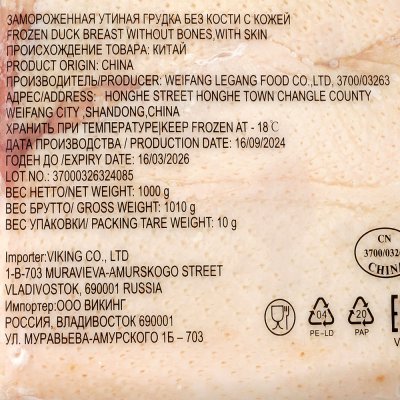 ЗАМОРОЖЕННАЯ УТИНАЯ ГРУДКА БЕЗ КОСТИ С КОЖЕЙ
FROZEN DUCK BREAST WITHOUT BONES,WITH SKIN
ПРОИСХОЖДЕНИЕ ТОВАРА: КИТАЙ
PRODUCT ORIGIN: CHINA
ПРОИЗВОДИТЕЛЬ/PRODUCER: WEIFANG LEGANG FOOD CO.,LTD, 3700/03263
АДРЕС/ADDRESS: HONGHE STREET HONGHE TOWN CHANGLE COUNTY
WEIFANG CITY ,SHANDONG,CHINA
ХРАНИТЬ ПРИ ТЕМПЕРАТУРЕ|KEEP FROZEN AT - 18℃
ДАТА ПРОИЗВОДСТВА / PRODUCTION DATE: 16/09/2024
ГОДЕН ДО /EXPIRY DATE: 16/03/2026
LOT NO.: 37000326324085
ВЕС НЕТТО/NET WEIGHT: 1000 g
ВЕС БРУТТО/ GROSS WEIGHT: 1010 g
ВЕС УПАКОВКИ/ PACKING TARE WEIGHT: 10 g
Importer:VIKING CO., LTD
1-B-703 MURAVIEVA-AMURSKOGO STREET
VLADIVOSTOK, 690001 RUSSIA
Импортер:ООО ВИКИНГ
РОССИЯ, ВЛАДИВОСТОК 690001
УЛ. МУРАВЬЕВА-АМУРСКОГО 1Б – 703
CN
3700/0326
CHINA
04
PE-LD
20
PAP